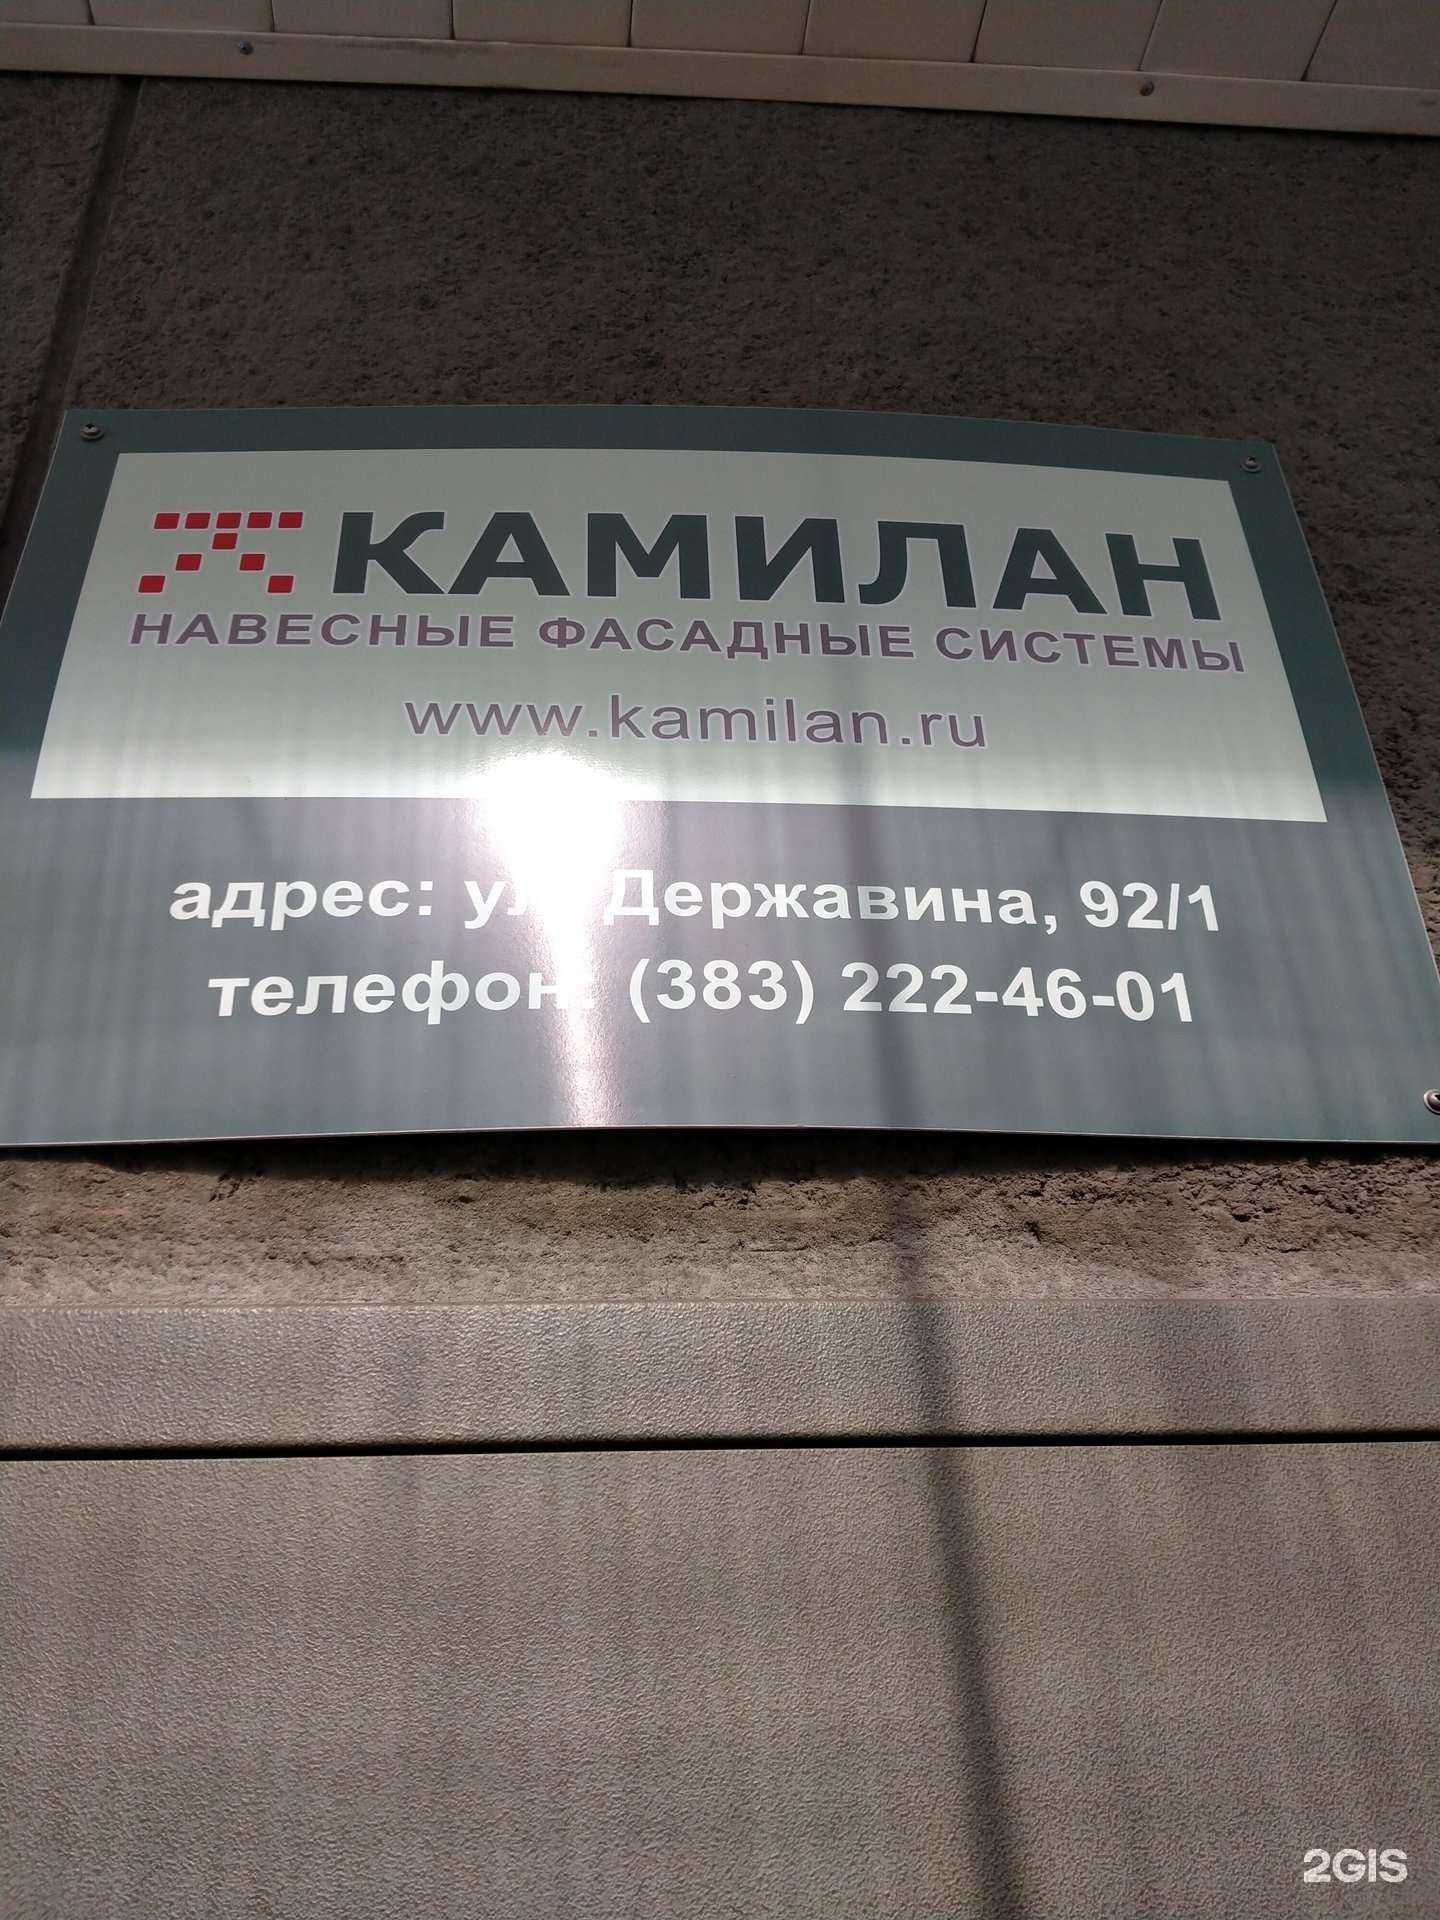 КАМИЛАН
НАВЕСНЫЕ ФАСАДНЫЕ СИСТЕМЫ
www.kamilan.ru
адрес: ул. Державина, 92/1
телефон: (383) 222-46-01
2GIS